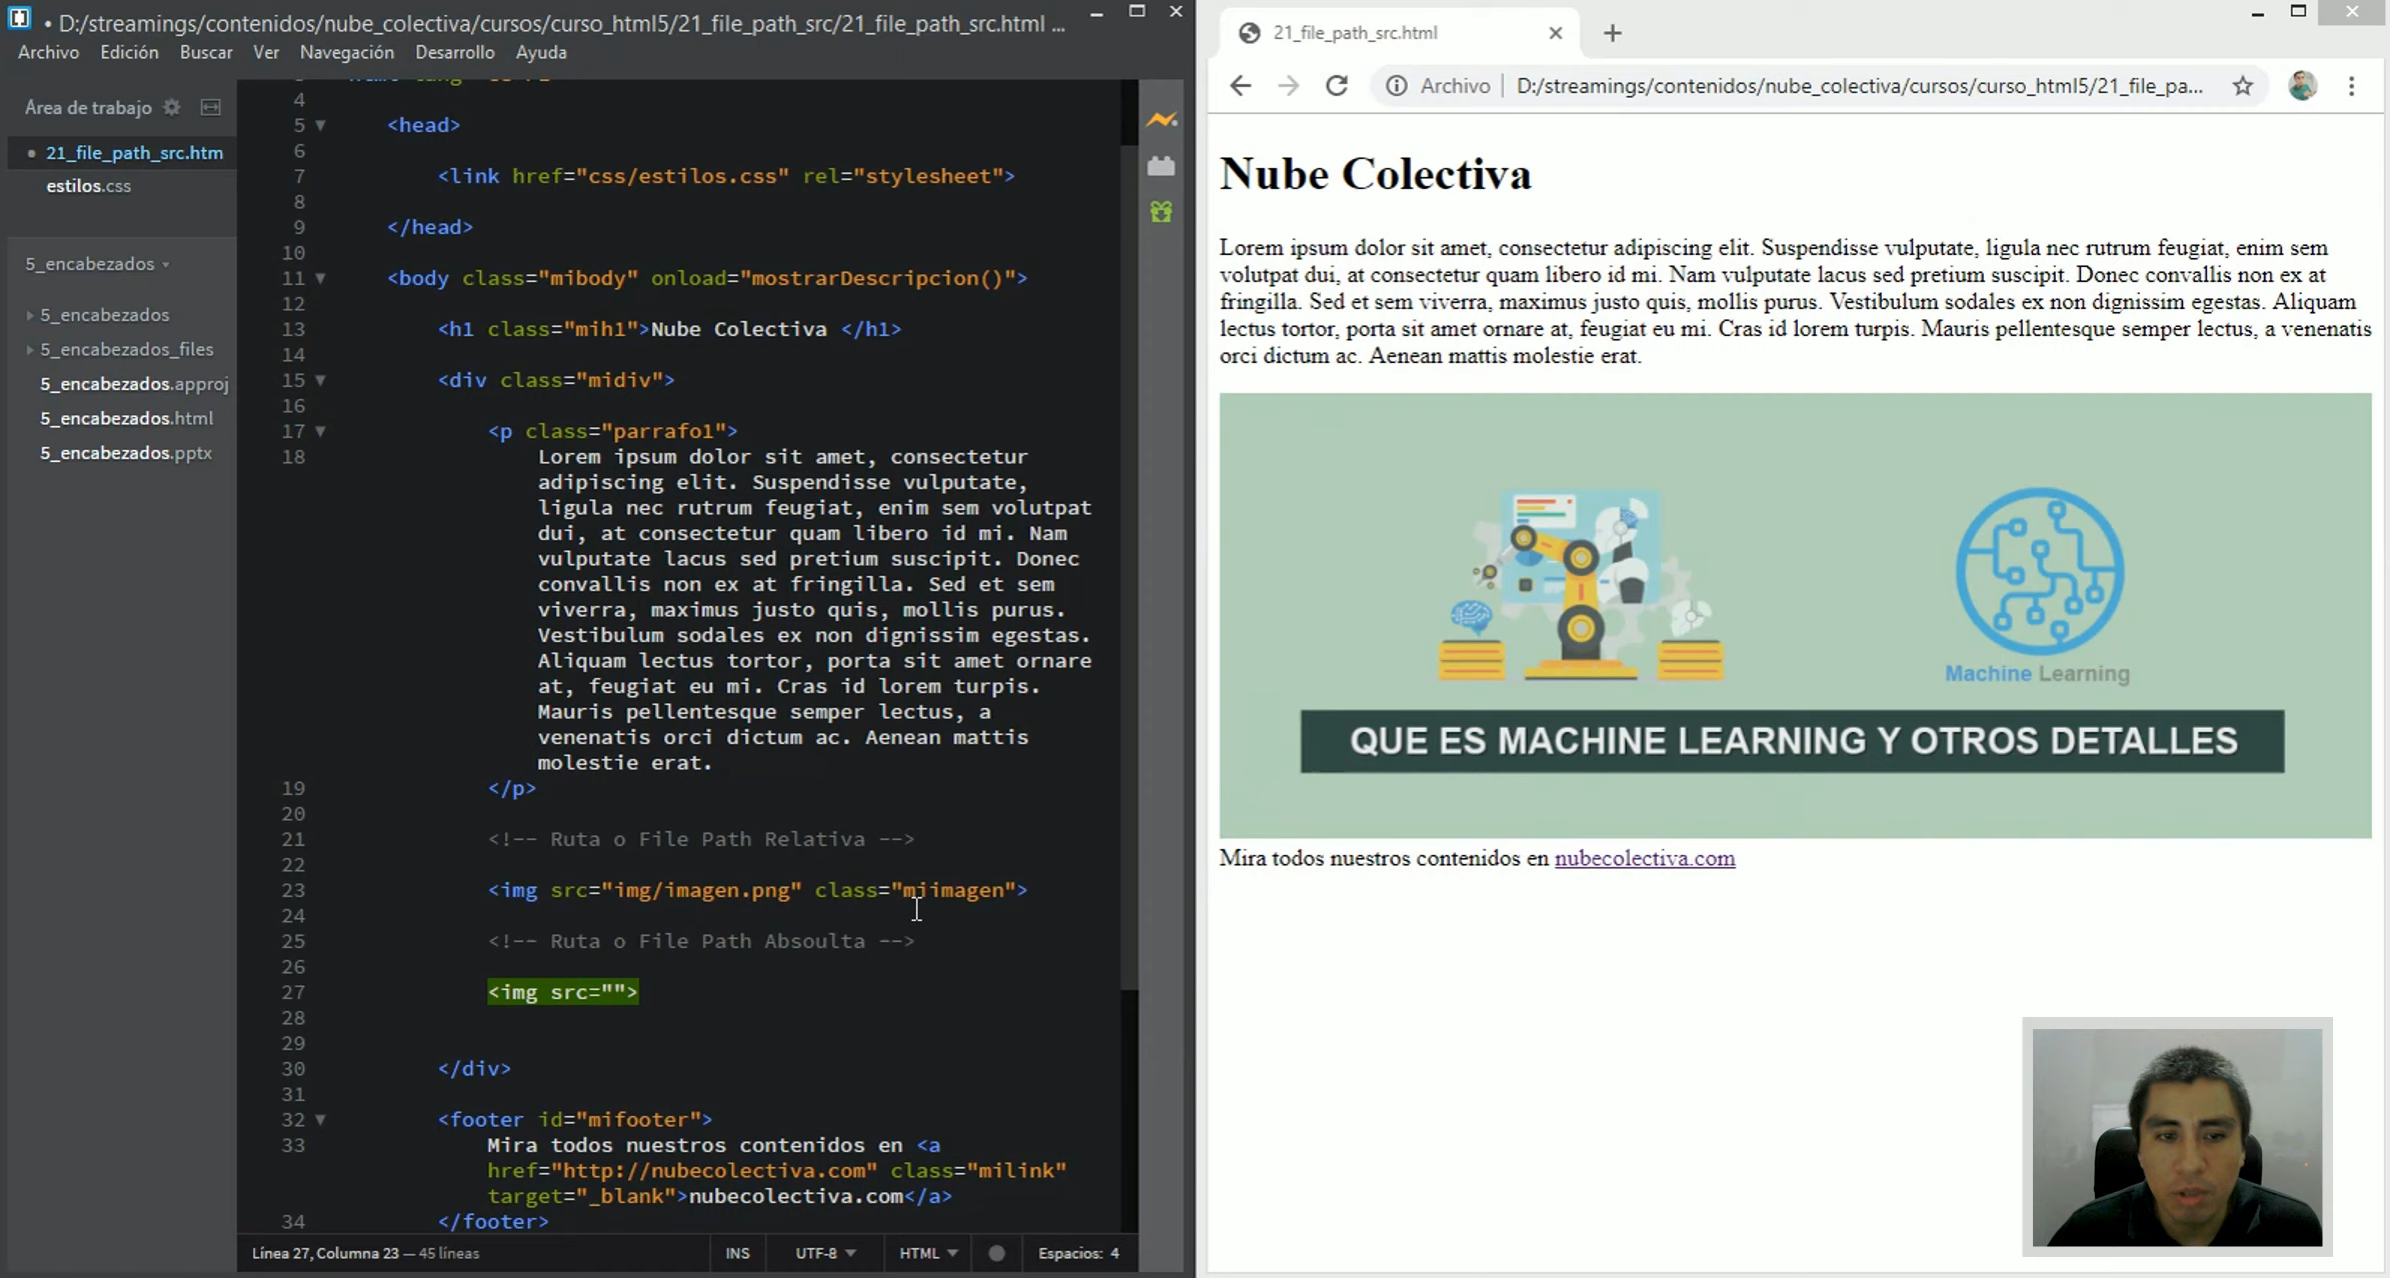 • D:/streamings/contenidos/nube_colectiva/cursos/curso_html5/21_file_path_src/21_file_path_src.html ...
Archivo Edición Buscar Ver Navegación Desarrollo Ayuda
Área de trabajo
• 21_file_path_src.htm
estilos.css
5_encabezados
5_encabezados
5_encabezados_files
5_encabezados.approj
5_encabezados.html
5_encabezados.pptx
4
5 <head>
6
7 <link href="css/estilos.css" rel="stylesheet">
8
9 </head>
10
11 <body class="mibody" onload="mostrarDescripcion()">
12
13 <h1 class="mih1">Nube Colectiva </h1>
14
15 <div class="midiv">
16
17 <p class="parrafo1">
18 Lorem ipsum dolor sit amet, consectetur
adipiscing elit. Suspendisse vulputate,
ligula nec rutrum feugiat, enim sem volutpat
dui, at consectetur quam libero id mi. Nam
vulputate lacus sed pretium suscipit. Donec
convallis non ex at fringilla. Sed et sem
viverra, maximus justo quis, mollis purus.
Vestibulum sodales ex non dignissim egestas.
Aliquam lectus tortor, porta sit amet ornare
at, feugiat eu mi. Cras id lorem turpis.
Mauris pellentesque semper lectus, a
venenatis orci dictum ac. Aenean mattis
molestie erat.
19 </p>
20
21 <!-- Ruta o File Path Relativa -->
22
23 <img src="img/imagen.png" class="miimagen">
24
25 <!-- Ruta o File Path Absoulta -->
26
27 <img src="">
28
29
30 </div>
31
32 <footer id="mifooter">
33 Mira todos nuestros contenidos en <a
href="http://nubecolectiva.com" class="milink"
target="_blank">nubecolectiva.com</a>
34 </footer>
Línea 27, Columna 23 — 45 líneas INS UTF-8 HTML Espacios: 4
21_file_path_src.html
Archivo D:/streamings/contenidos/nube_colectiva/cursos/curso_html5/21_file_pa...
Nube Colectiva
Lorem ipsum dolor sit amet, consectetur adipiscing elit. Suspendisse vulputate, ligula nec rutrum feugiat, enim sem
volutpat dui, at consectetur quam libero id mi. Nam vulputate lacus sed pretium suscipit. Donec convallis non ex at
fringilla. Sed et sem viverra, maximus justo quis, mollis purus. Vestibulum sodales ex non dignissim egestas. Aliquam
lectus tortor, porta sit amet ornare at, feugiat eu mi. Cras id lorem turpis. Mauris pellentesque semper lectus, a venenatis
orci dictum ac. Aenean mattis molestie erat.
Machine Learning
QUE ES MACHINE LEARNING Y OTROS DETALLES
Mira todos nuestros contenidos en nubecolectiva.com